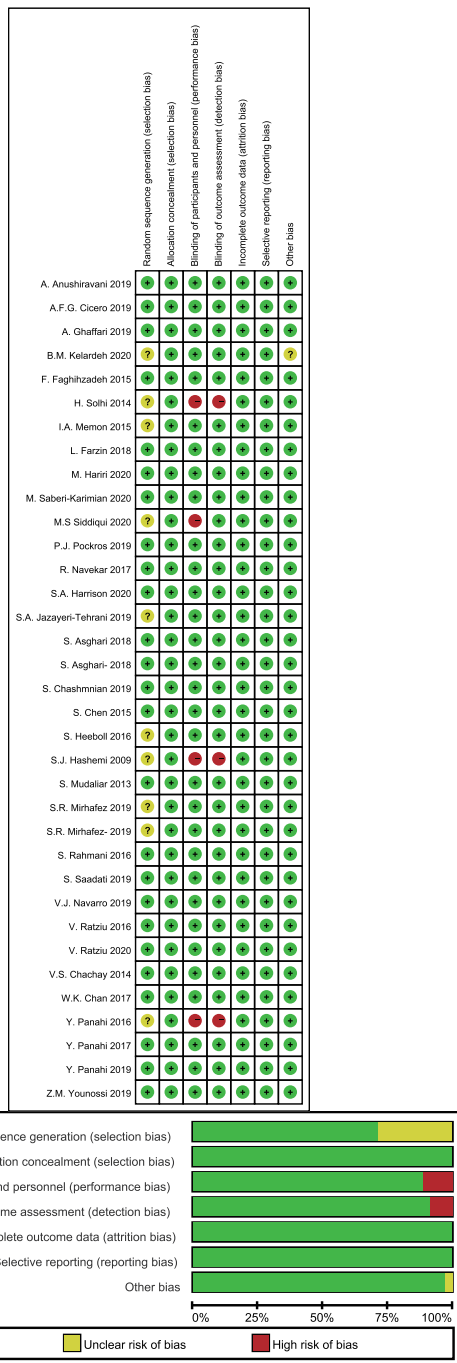 Random sequence generation (selection bias)
Allocation concealment (selection bias)
Blinding of participants and personnel (performance bias)
Blinding of outcome assessment (detection bias)
Incomplete outcome data (attrition bias)
Selective reporting (reporting bias)
Other bias
A. Anushiravani 2019 + + + + + + +
A.F.G. Cicero 2019 + + + + + + +
A. Ghaffari 2019 + + + + + + +
B.M. Kelardeh 2020 ? + + + + + ?
F. Faghihzadeh 2015 + + + + + + +
H. Solhi 2014 ? + - - + + +
I.A. Memon 2015 ? + + + + + +
L. Farzin 2018 + + + + + + +
M. Hariri 2020 + + + + + + +
M. Saberi-Karimian 2020 + + + + + + +
M.S Siddiqui 2020 ? + - + + + +
P.J. Pockros 2019 + + + + + + +
R. Navekar 2017 + + + + + + +
S.A. Harrison 2020 + + + + + + +
S.A. Jazayeri-Tehrani 2019 ? + + + + + +
S. Asghari 2018 + + + + + + +
S. Asghari- 2018 + + + + + + +
S. Chashmnian 2019 + + + + + + +
S. Chen 2015 + + + + + + +
S. Heeboll 2016 ? + + + + + +
S.J. Hashemi 2009 ? + - - + + +
S. Mudaliar 2013 + + + + + + +
S.R. Mirhafez 2019 ? + + + + + +
S.R. Mirhafez- 2019 ? + + + + + +
S. Rahmani 2016 + + + + + + +
S. Saadati 2019 + + + + + + +
V.J. Navarro 2019 + + + + + + +
V. Ratziu 2016 + + + + + + +
V. Ratziu 2020 + + + + + + +
V.S. Chachay 2014 + + + + + + +
W.K. Chan 2017 + + + + + + +
Y. Panahi 2016 ? + - - + + +
Y. Panahi 2017 + + + + + + +
Y. Panahi 2019 + + + + + + +
Z.M. Younossi 2019 + + + + + + +
ence generation (selection bias)
tion concealment (selection bias)
nd personnel (performance bias)
me assessment (detection bias)
plete outcome data (attrition bias)
Selective reporting (reporting bias)
Other bias
0% 25% 50% 75% 100%
Unclear risk of bias High risk of bias